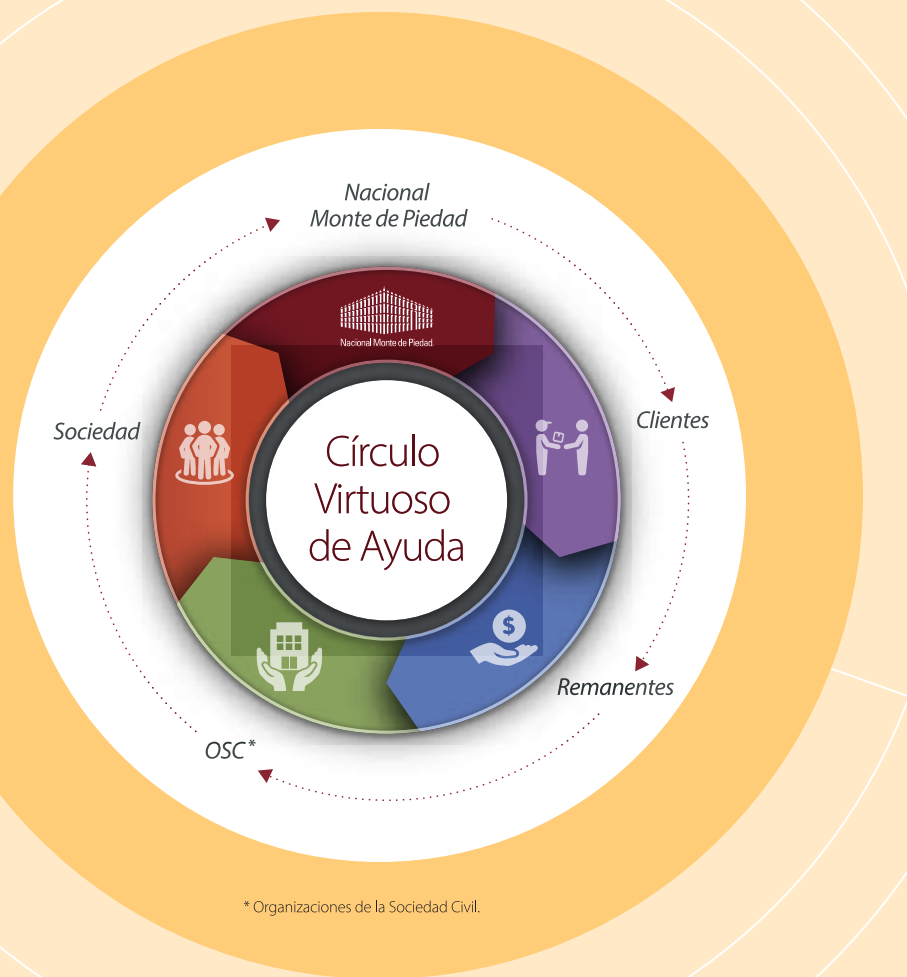 Nacional
Monte de Piedad
Nacional Monte de Piedad.
Clientes
Sociedad
Círculo
Virtuoso
de Ayuda
$
Remanentes
OSC*
* Organizaciones de la Sociedad Civil.